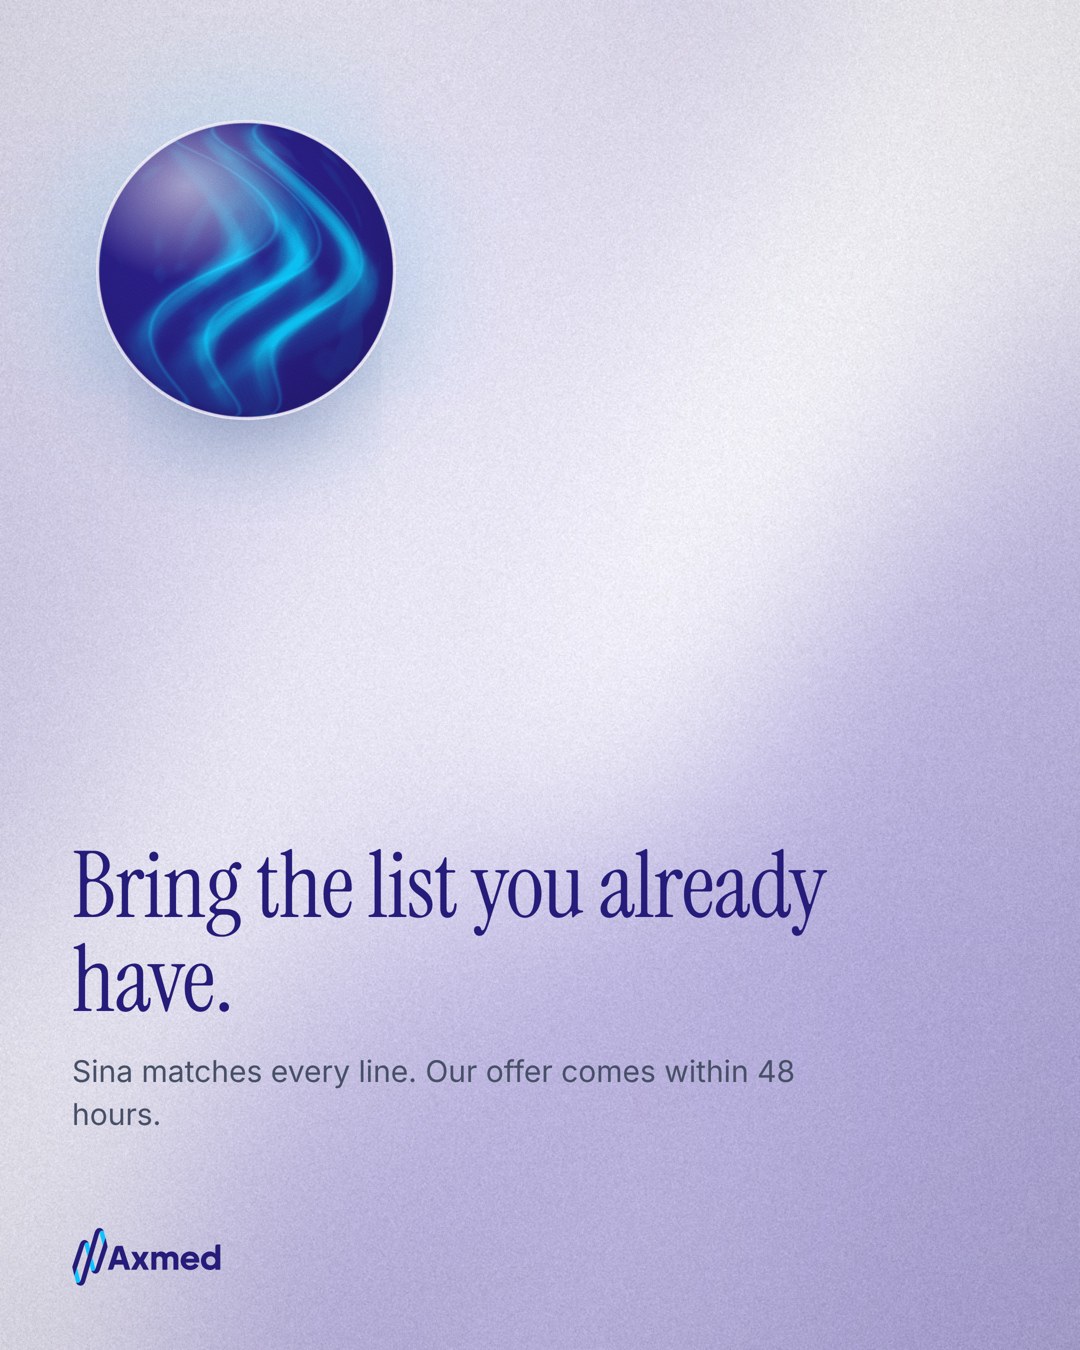 Bring the list you already
have.
Sina matches every line. Our offer comes within 48
hours.
Axmed